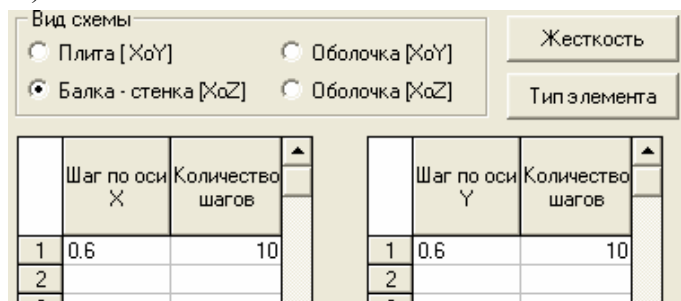 Вид схемы
Плита [XoY]
Оболочка [XoY]
Жесткость
Балка - стенка [XoZ]
Оболочка [XoZ]
Тип элемента
Шаг по оси X
Количество шагов
Шаг по оси Y
Количество шагов
1 0.6 10
1 0.6 10
2
2